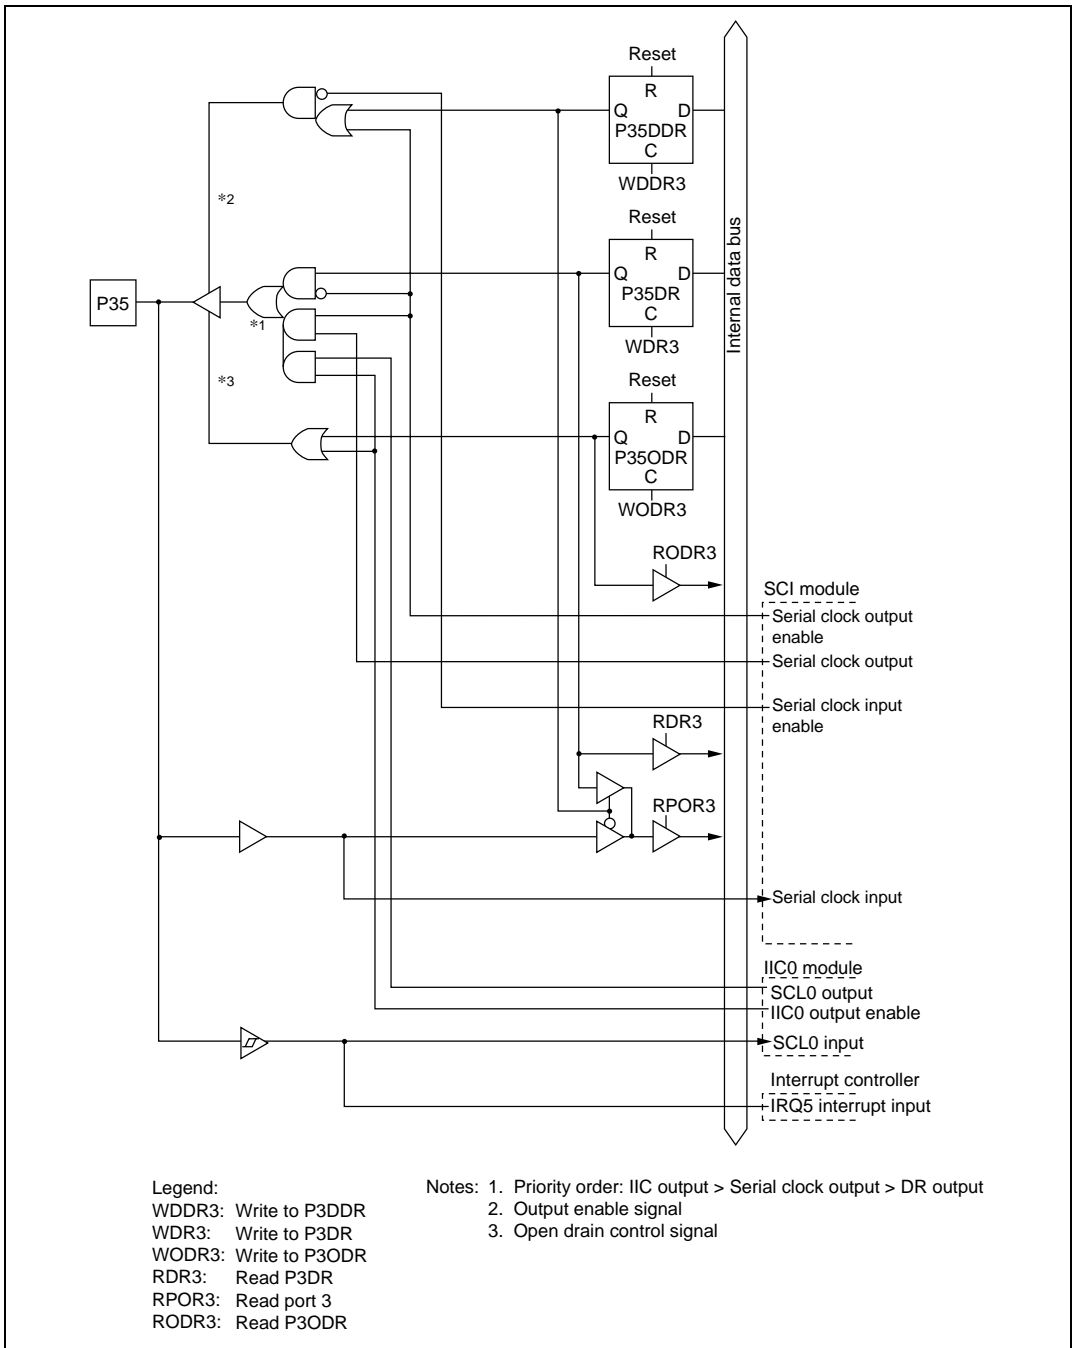 Reset
R
Q D
P35DDR
C
WDDR3
*2
Reset
R
Q D
P35DR
C
WDR3
Internal data bus
P35
*1
*3
Reset
R
Q D
P35ODR
C
WODR3
RODR3
SCI module
Serial clock output
enable
Serial clock output
Serial clock input
enable
RDR3
RPOR3
Serial clock input
IIC0 module
SCL0 output
IIC0 output enable
SCL0 input
Interrupt controller
IRQ5 interrupt input
Legend:
WDDR3: Write to P3DDR
WDR3: Write to P3DR
WODR3: Write to P3ODR
RDR3: Read P3DR
RPOR3: Read port 3
RODR3: Read P3ODR
Notes: 1. Priority order: IIC output > Serial clock output > DR output
2. Output enable signal
3. Open drain control signal